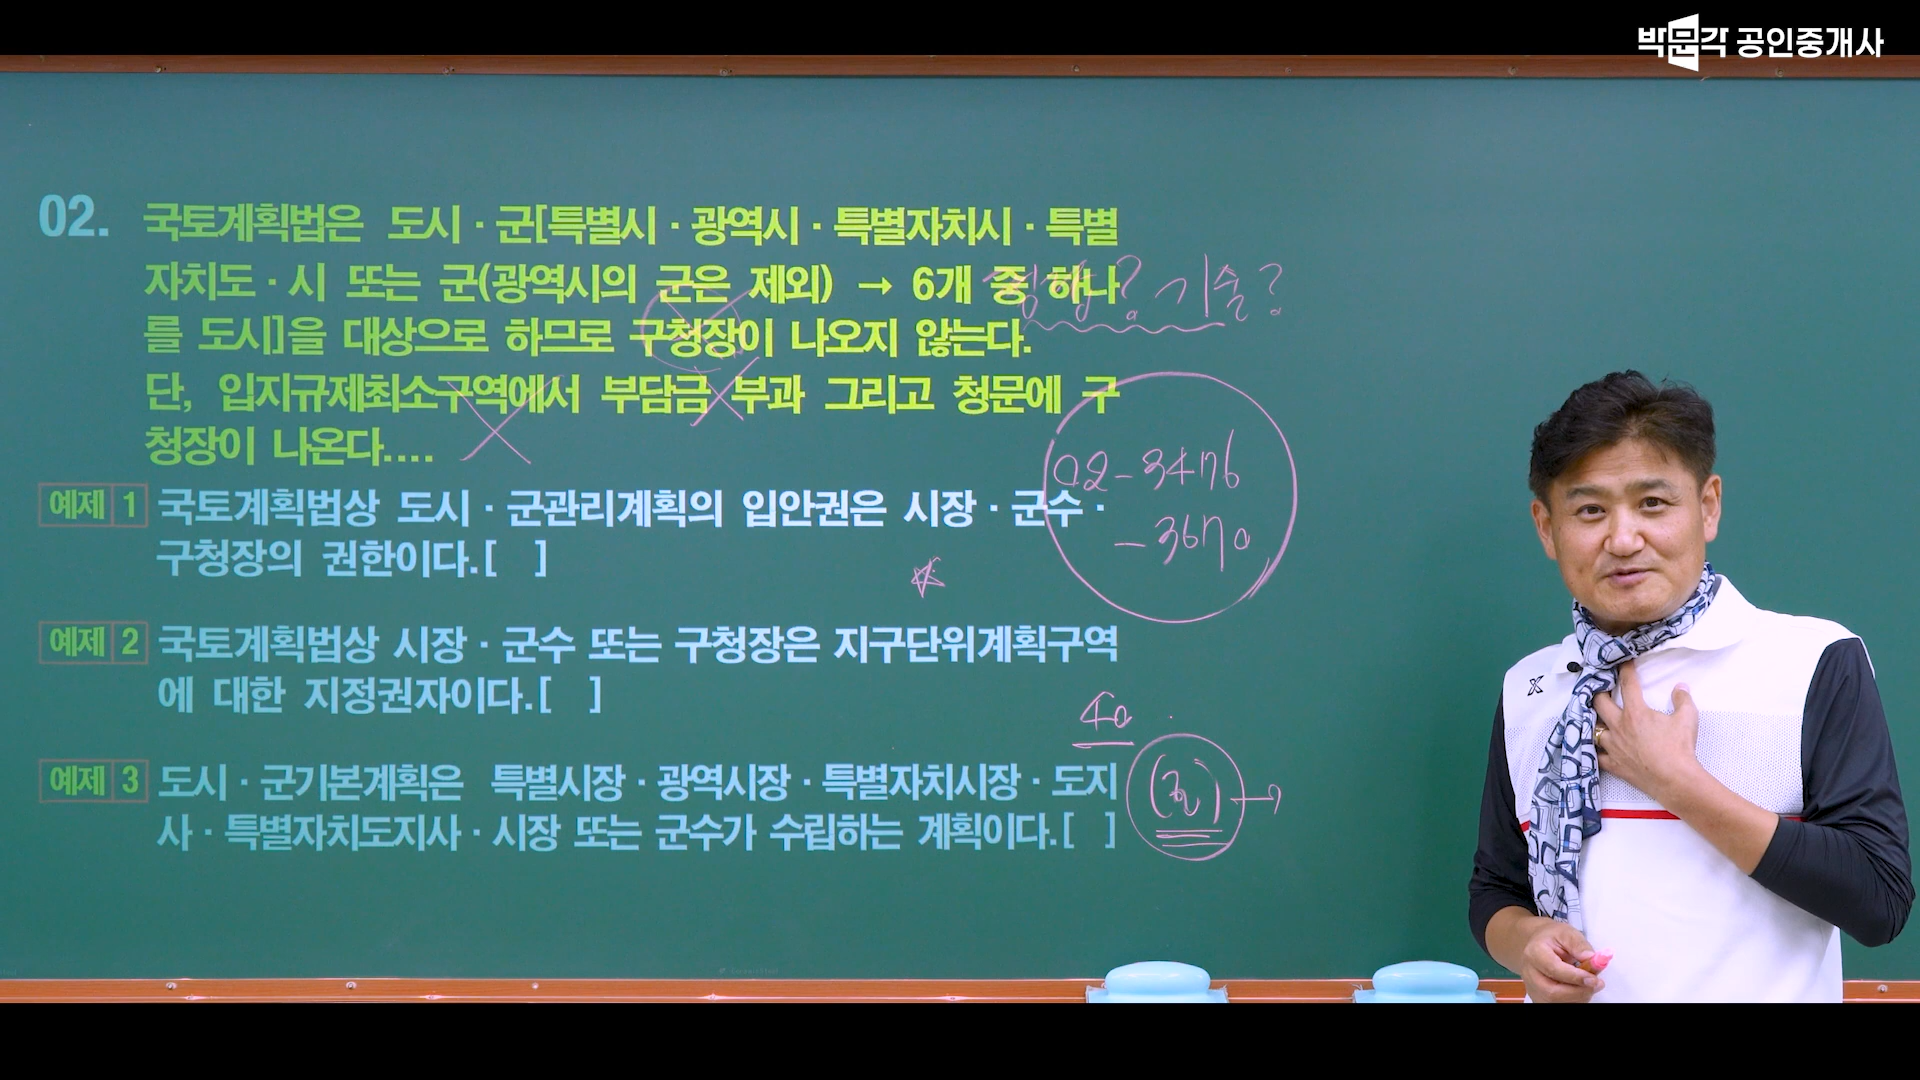 박문각 공인중개사
02. 국토계획법은 도시·군[특별시·광역시·특별자치시·특별
자치도·시 또는 군(광역시의 군은 제외) → 6개 중 하나
를 도시]을 대상으로 하므로 구청장이 나오지 않는다.
단, 입지규제최소구역에서 부담금 부과 그리고 청문에 구
청장이 나온다....
? 기술?
02-3476
-3670
예제 1 국토계획법상 도시·군관리계획의 입안권은 시장·군수·
구청장의 권한이다.[ ]
예제 2 국토계획법상 시장·군수 또는 구청장은 지구단위계획구역
에 대한 지정권자이다.[ ]
40
예제 3 도시·군기본계획은 특별시장·광역시장·특별자치시장·도지
사·특별자치도지사·시장 또는 군수가 수립하는 계획이다.[ ]